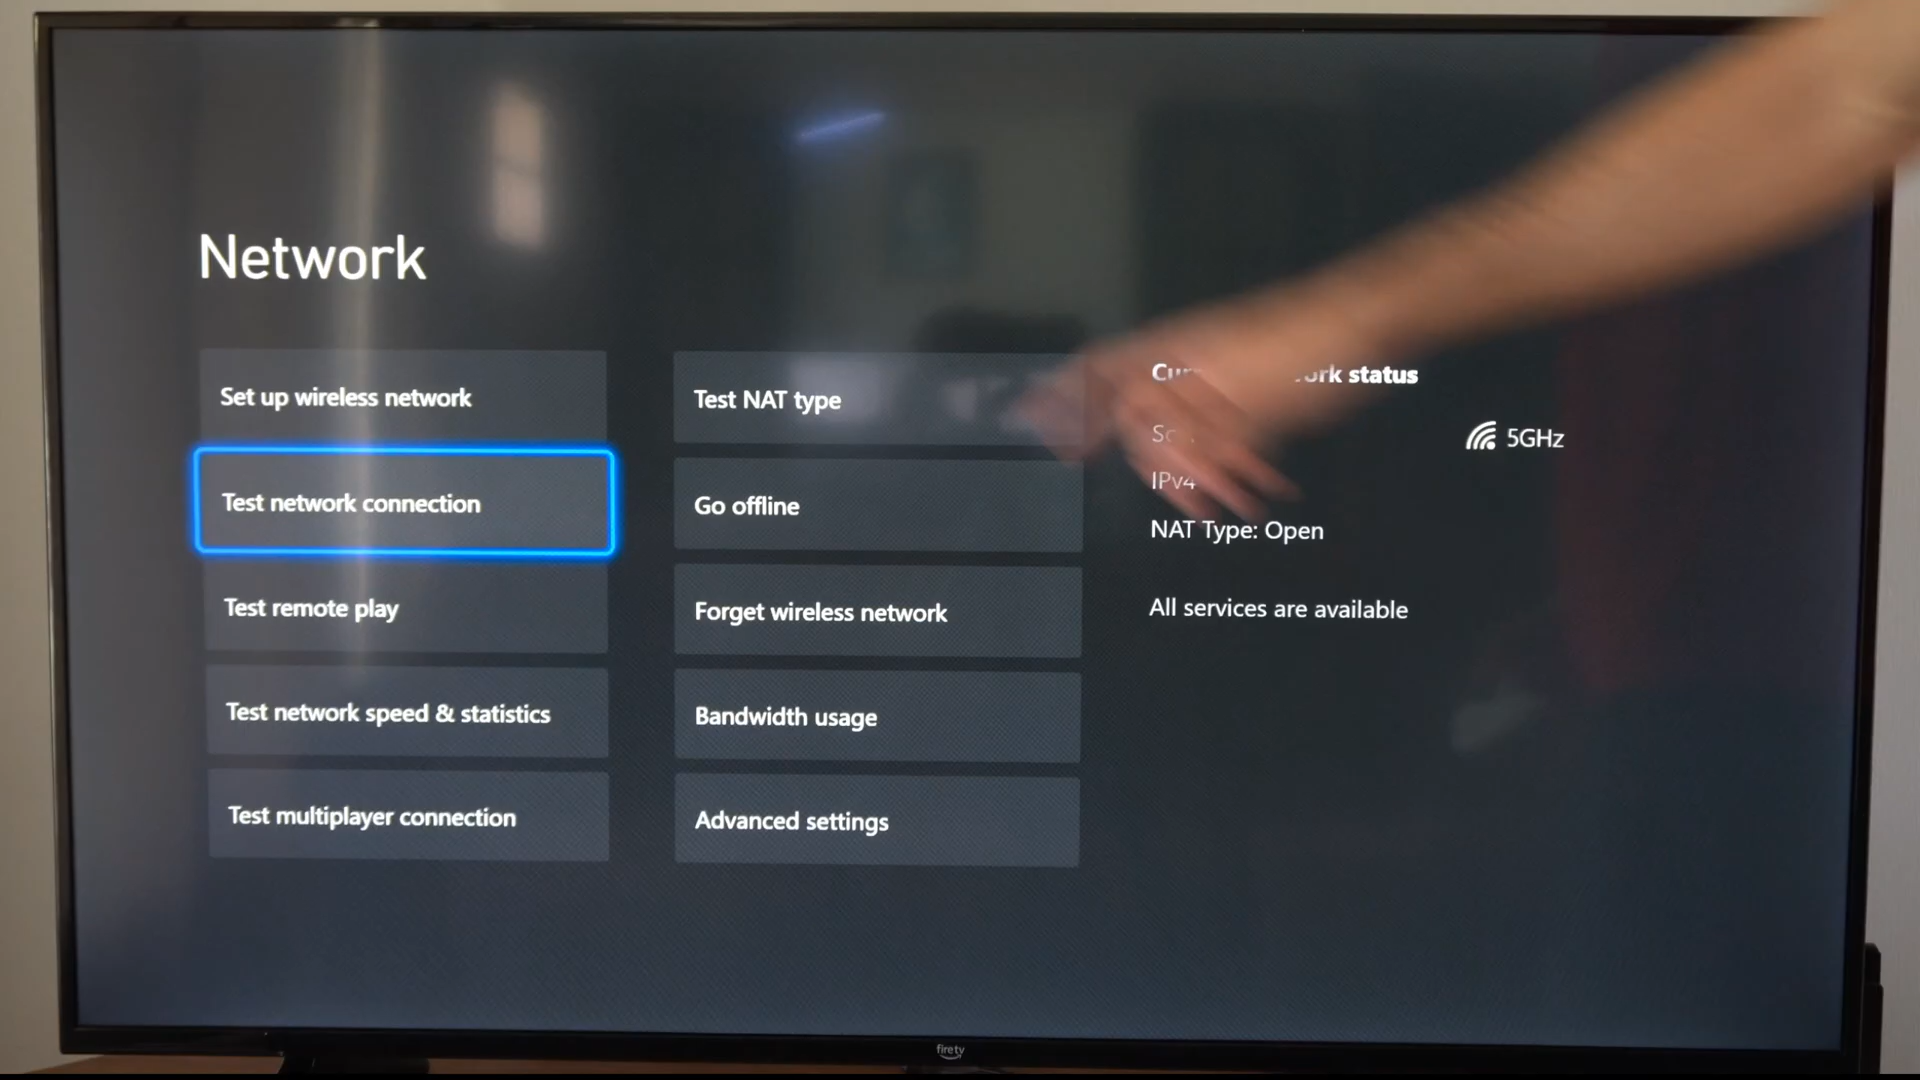 Network
Set up wireless network
Test network connection
Test remote play
Test network speed & statistics
Test multiplayer connection
Test NAT type
Go offline
Forget wireless network
Bandwidth usage
Advanced settings
status
5GHz
IPv4
NAT Type: Open
All services are available
firetv